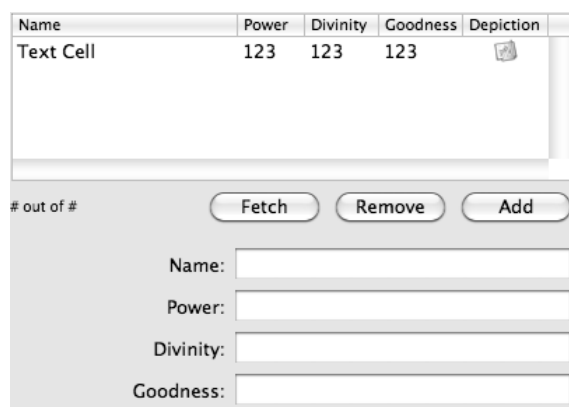 Name Power Divinity Goodness Depiction
Text Cell 123 123 123
# out of # Fetch Remove Add
Name:
Power:
Divinity:
Goodness: